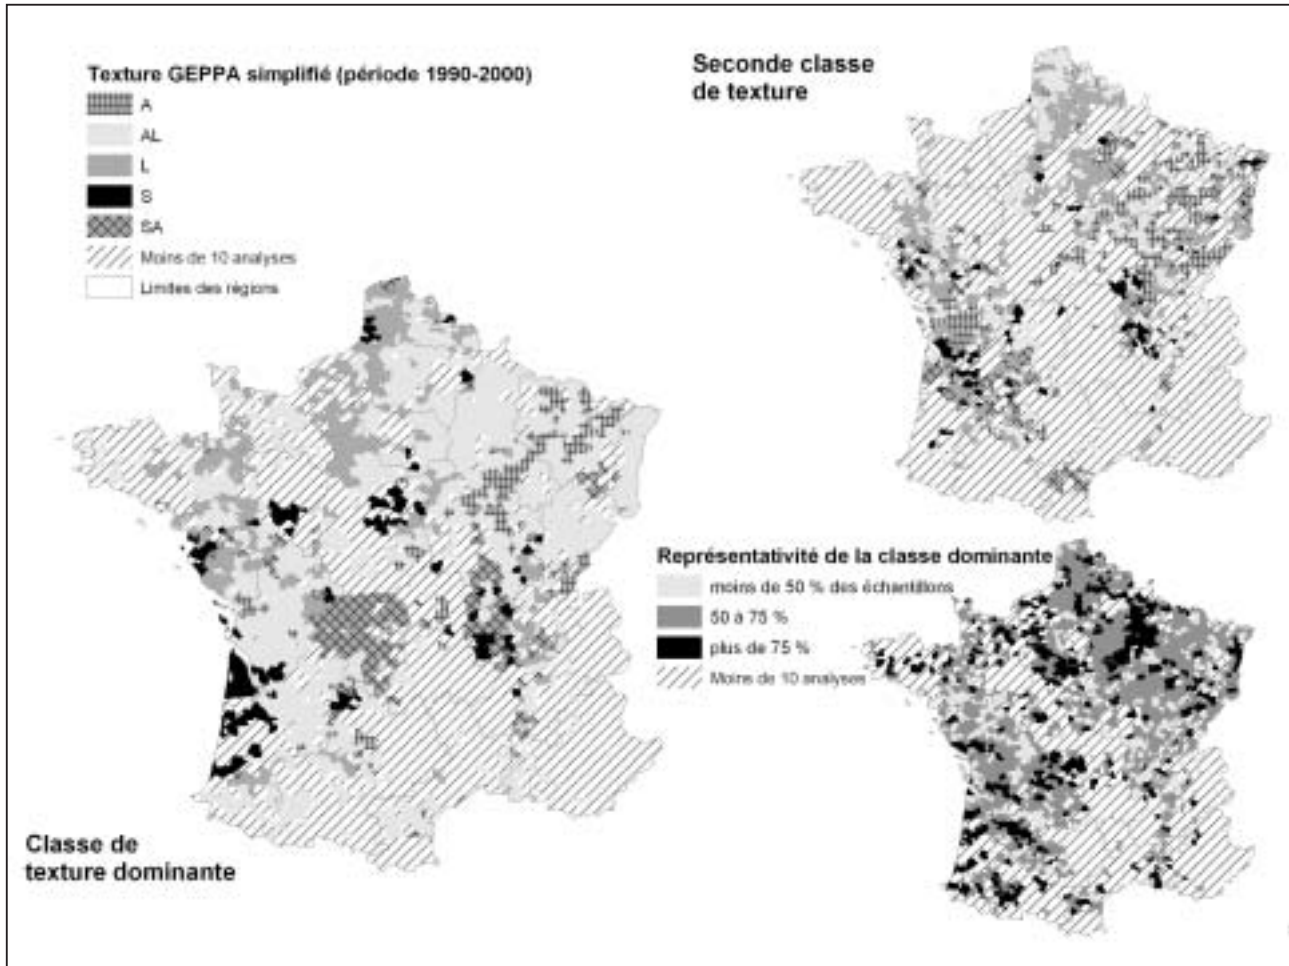 Texture GEPPA simplifié (période 1990-2000)
A
AL
L
S
SA
Moins de 10 analyses
Limites des régions
Classe de
texture dominante
Seconde classe
de texture
Représentativité de la classe dominante
moins de 50 % des échantillons
50 à 75 %
plus de 75 %
Moins de 10 analyses